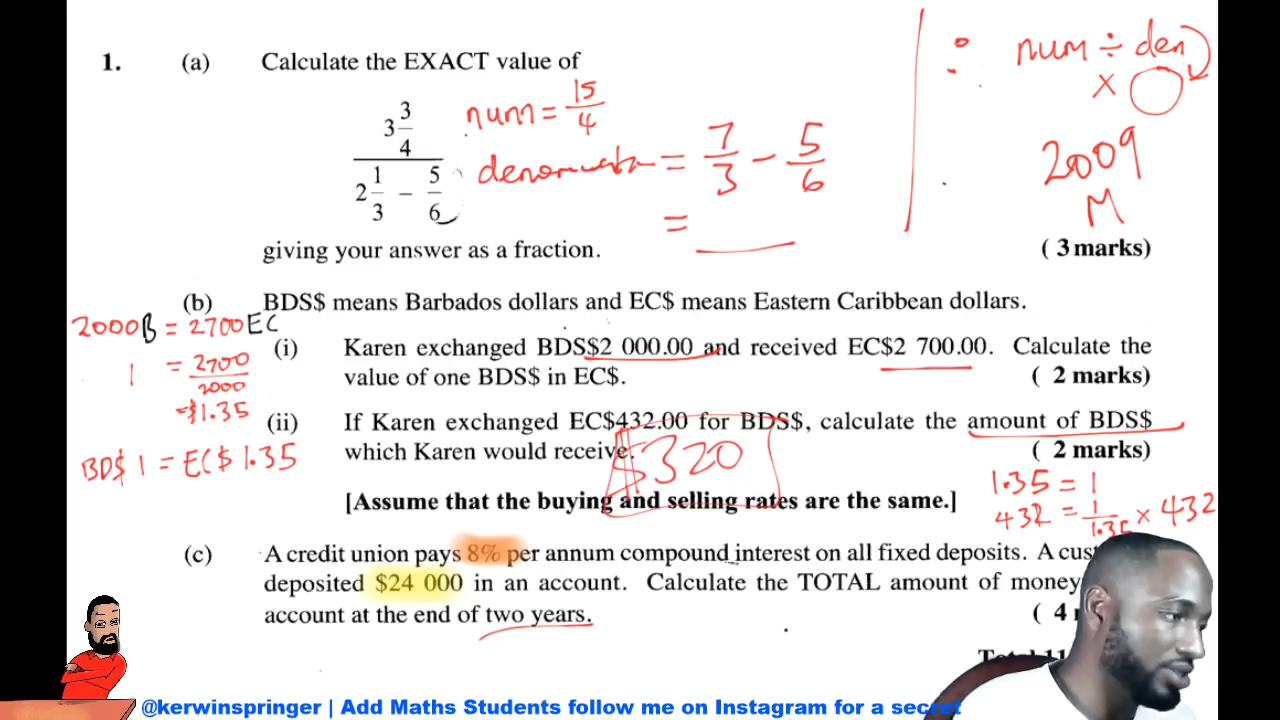 1. (a) Calculate the EXACT value of
3 3/4
2 1/3 − 5/6
num = 15/4
denominator = 7/3 − 5/6
=
÷ num ÷ den
×
2009
M
giving your answer as a fraction. ( 3 marks)
(b) BDS$ means Barbados dollars and EC$ means Eastern Caribbean dollars.
2000B = 2700EC
1 = 2700/2000
=$1.35
BD$ 1 = EC$ 1.35
(i) Karen exchanged BDS$2 000.00 and received EC$2 700.00. Calculate the
value of one BDS$ in EC$. ( 2 marks)
(ii) If Karen exchanged EC$432.00 for BDS$, calculate the amount of BDS$
which Karen would receive. ( 2 marks)
$320
1.35 = 1
432 = 1/1.35 × 432
[Assume that the buying and selling rates are the same.]
(c) A credit union pays 8% per annum compound interest on all fixed deposits. A
deposited $24 000 in an account. Calculate the TOTAL amount of money
account at the end of two years. ( 4
@kerwinspringer | Add Maths Students follow me on Instagram for a secret